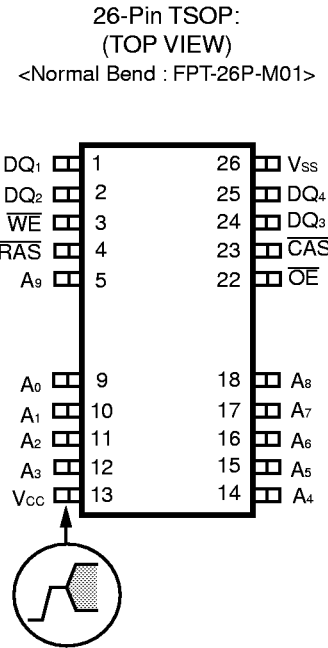 26-Pin TSOP:
(TOP VIEW)
<Normal Bend : FPT-26P-M01>
DQ1 1 26 VSS
DQ2 2 25 DQ4
WE 3 24 DQ3
RAS 4 23 CAS
A9 5 22 OE
A0 9 18 A8
A1 10 17 A7
A2 11 16 A6
A3 12 15 A5
VCC 13 14 A4